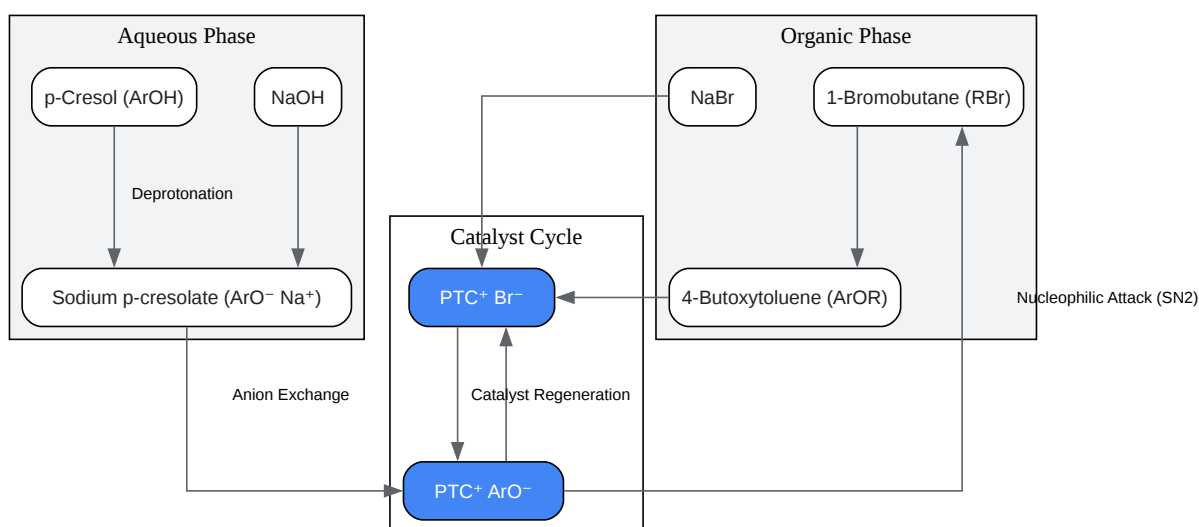 Aqueous Phase
Organic Phase
p-Cresol (ArOH)
NaOH
NaBr
1-Bromobutane (RBr)
Deprotonation
Catalyst Cycle
Sodium p-cresolate (ArO⁻ Na⁺)
PTC⁺ Br⁻
4-Butoxytoluene (ArOR)
Nucleophilic Attack (SN2)
Anion Exchange
Catalyst Regeneration
PTC⁺ ArO⁻